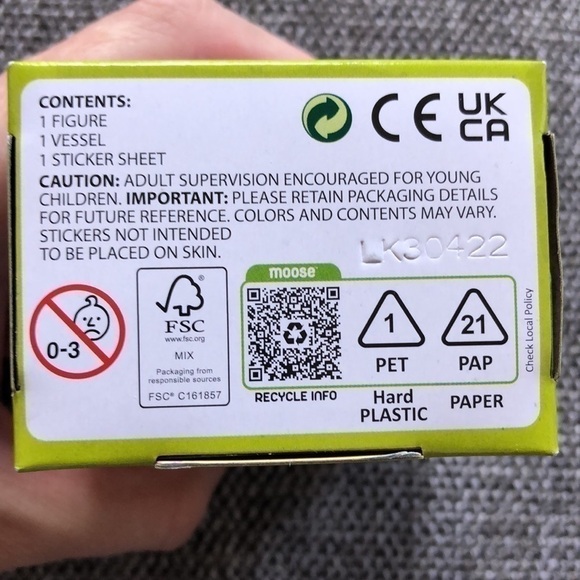 CONTENTS:
1 FIGURE
1 VESSEL
1 STICKER SHEET
CAUTION: ADULT SUPERVISION ENCOURAGED FOR YOUNG
CHILDREN. IMPORTANT: PLEASE RETAIN PACKAGING DETAILS
FOR FUTURE REFERENCE. COLORS AND CONTENTS MAY VARY.
STICKERS NOT INTENDED
TO BE PLACED ON SKIN.
CE
UK
CA
LK30422
0-3
FSC
www.fsc.org
MIX
Packaging from
responsible sources
FSC® C161857
moose
RECYCLE INFO
1
PET
Hard
PLASTIC
21
PAP
PAPER
Check Local Policy